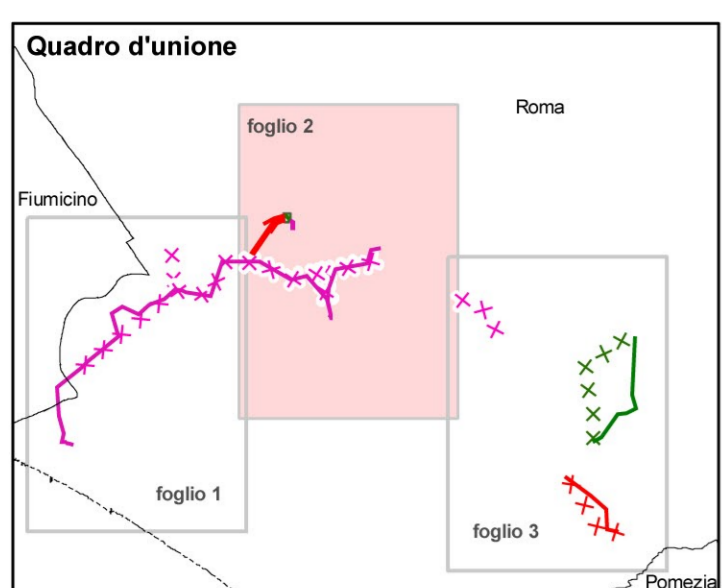 Quadro d'unione
Roma
foglio 2
Fiumicino
foglio 1
foglio 3
Pomezia